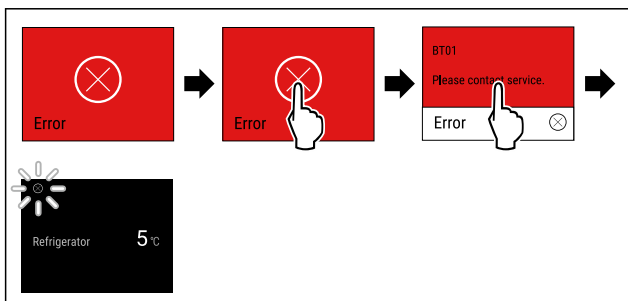 Error
Error
BT01
Please contact service.
Error
Refrigerator 5 °C